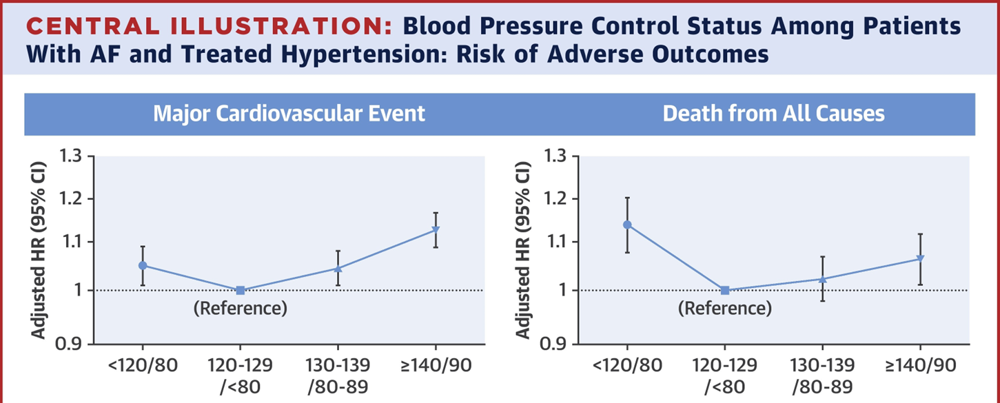 CENTRAL ILLUSTRATION: Blood Pressure Control Status Among Patients
With AF and Treated Hypertension: Risk of Adverse Outcomes
Major Cardiovascular Event
Adjusted HR (95% CI)
1.3
1.2
1.1
1
0.9
(Reference)
<120/80
120-129
/<80
130-139
/80-89
≥140/90
Death from All Causes
Adjusted HR (95% CI)
1.3
1.2
1.1
1
0.9
(Reference)
<120/80
120-129
/<80
130-139
/80-89
≥140/90